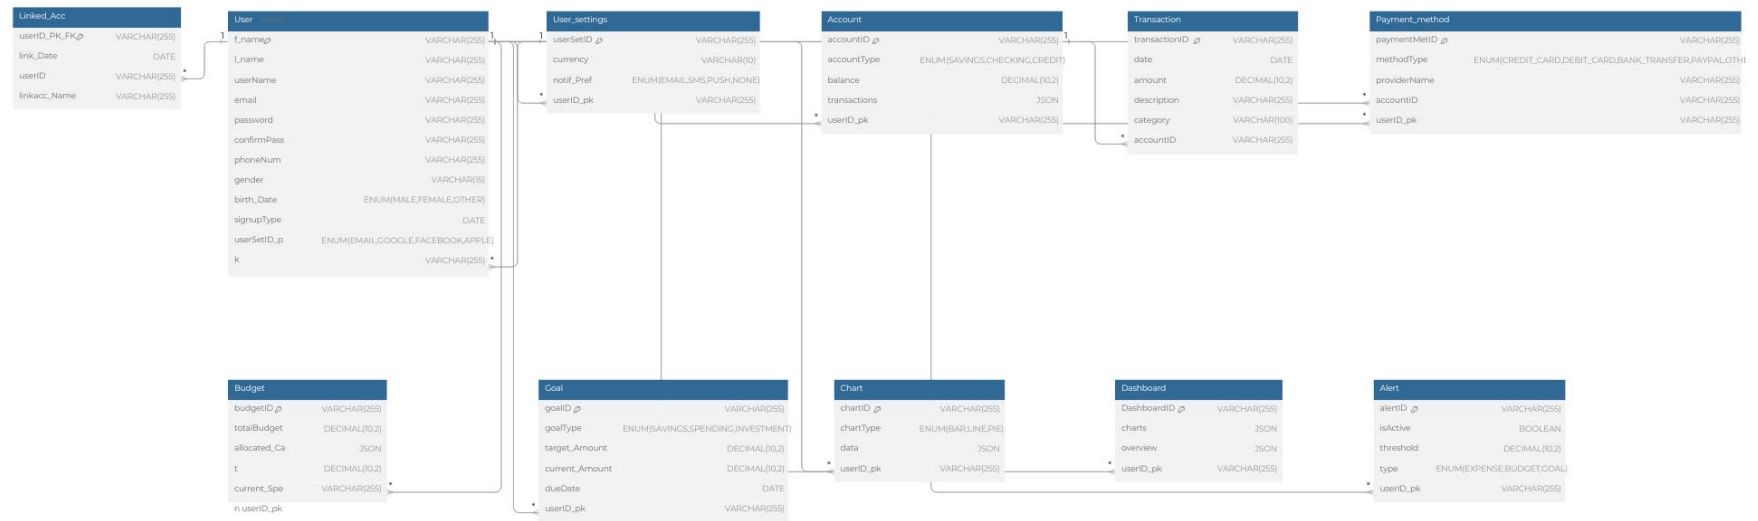 Linked_Acc
userID_PK_FK VARCHAR(255)
link_Date DATE
userID VARCHAR(255)
linkacc_Name VARCHAR(255)
1
*
User userID
f_name VARCHAR(255)
l_name VARCHAR(255)
userName VARCHAR(255)
email VARCHAR(255)
password VARCHAR(255)
confirmPass VARCHAR(255)
phoneNum VARCHAR(255)
gender VARCHAR(15)
birth_Date ENUM(MALE,FEMALE,OTHER)
signupType DATE
userSetID_p ENUM(EMAIL,GOOGLE,FACEBOOK,APPLE)
k VARCHAR(255)
1
*
1
*
User_settings
userSetID VARCHAR(255)
currency VARCHAR(10)
notif_Pref ENUM(EMAIL,SMS,PUSH,NONE)
userID_pk VARCHAR(255)
*
Account
accountID VARCHAR(255)
accountType ENUM(SAVINGS,CHECKING,CREDIT)
balance DECIMAL(10,2)
transactions JSON
userID_pk VARCHAR(255)
1
*
Transaction
transactionID VARCHAR(255)
date DATE
amount DECIMAL(10,2)
description VARCHAR(255)
category VARCHAR(100)
accountID VARCHAR(255)
*
*
Payment_method
paymentMetID VARCHAR(255)
methodType ENUM(CREDIT_CARD,DEBIT_CARD,BANK_TRANSFER,PAYPAL,OTHE
providerName VARCHAR(255)
accountID VARCHAR(255)
userID_pk VARCHAR(255)
Budget
budgetID VARCHAR(255)
totalBudget DECIMAL(10,2)
allocated_Ca JSON
t DECIMAL(10,2)
current_Spe VARCHAR(255)
n userID_pk
*
*
Goal
goalID VARCHAR(255)
goalType ENUM(SAVINGS,SPENDING,INVESTMENT)
target_Amount DECIMAL(10,2)
current_Amount DECIMAL(10,2)
dueDate DATE
userID_pk VARCHAR(255)
*
Chart
chartID VARCHAR(255)
chartType ENUM(BAR,LINE,PIE)
data JSON
userID_pk VARCHAR(255)
*
Dashboard
DashboardID VARCHAR(255)
charts JSON
overview JSON
userID_pk VARCHAR(255)
*
Alert
alertID VARCHAR(255)
isActive BOOLEAN
threshold DECIMAL(10,2)
type ENUM(EXPENSE,BUDGET,GOAL)
userID_pk VARCHAR(255)